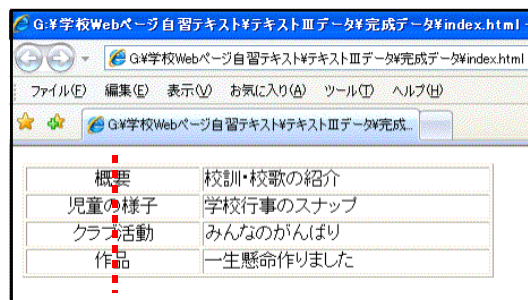 G:¥学校Webページ自習テキスト¥テキストⅢデータ¥完成データ¥index.html -
G:¥学校Webページ自習テキスト¥テキストⅢデータ¥完成データ¥index.html
ファイル(F) 編集(E) 表示(V) お気に入り(A) ツール(T) ヘルプ(H)
G:¥学校Webページ自習テキスト¥テキストⅢデータ¥完成...
概要 校訓・校歌の紹介
児童の様子 学校行事のスナップ
クラブ活動 みんなのがんばり
作品 一生懸命作りました